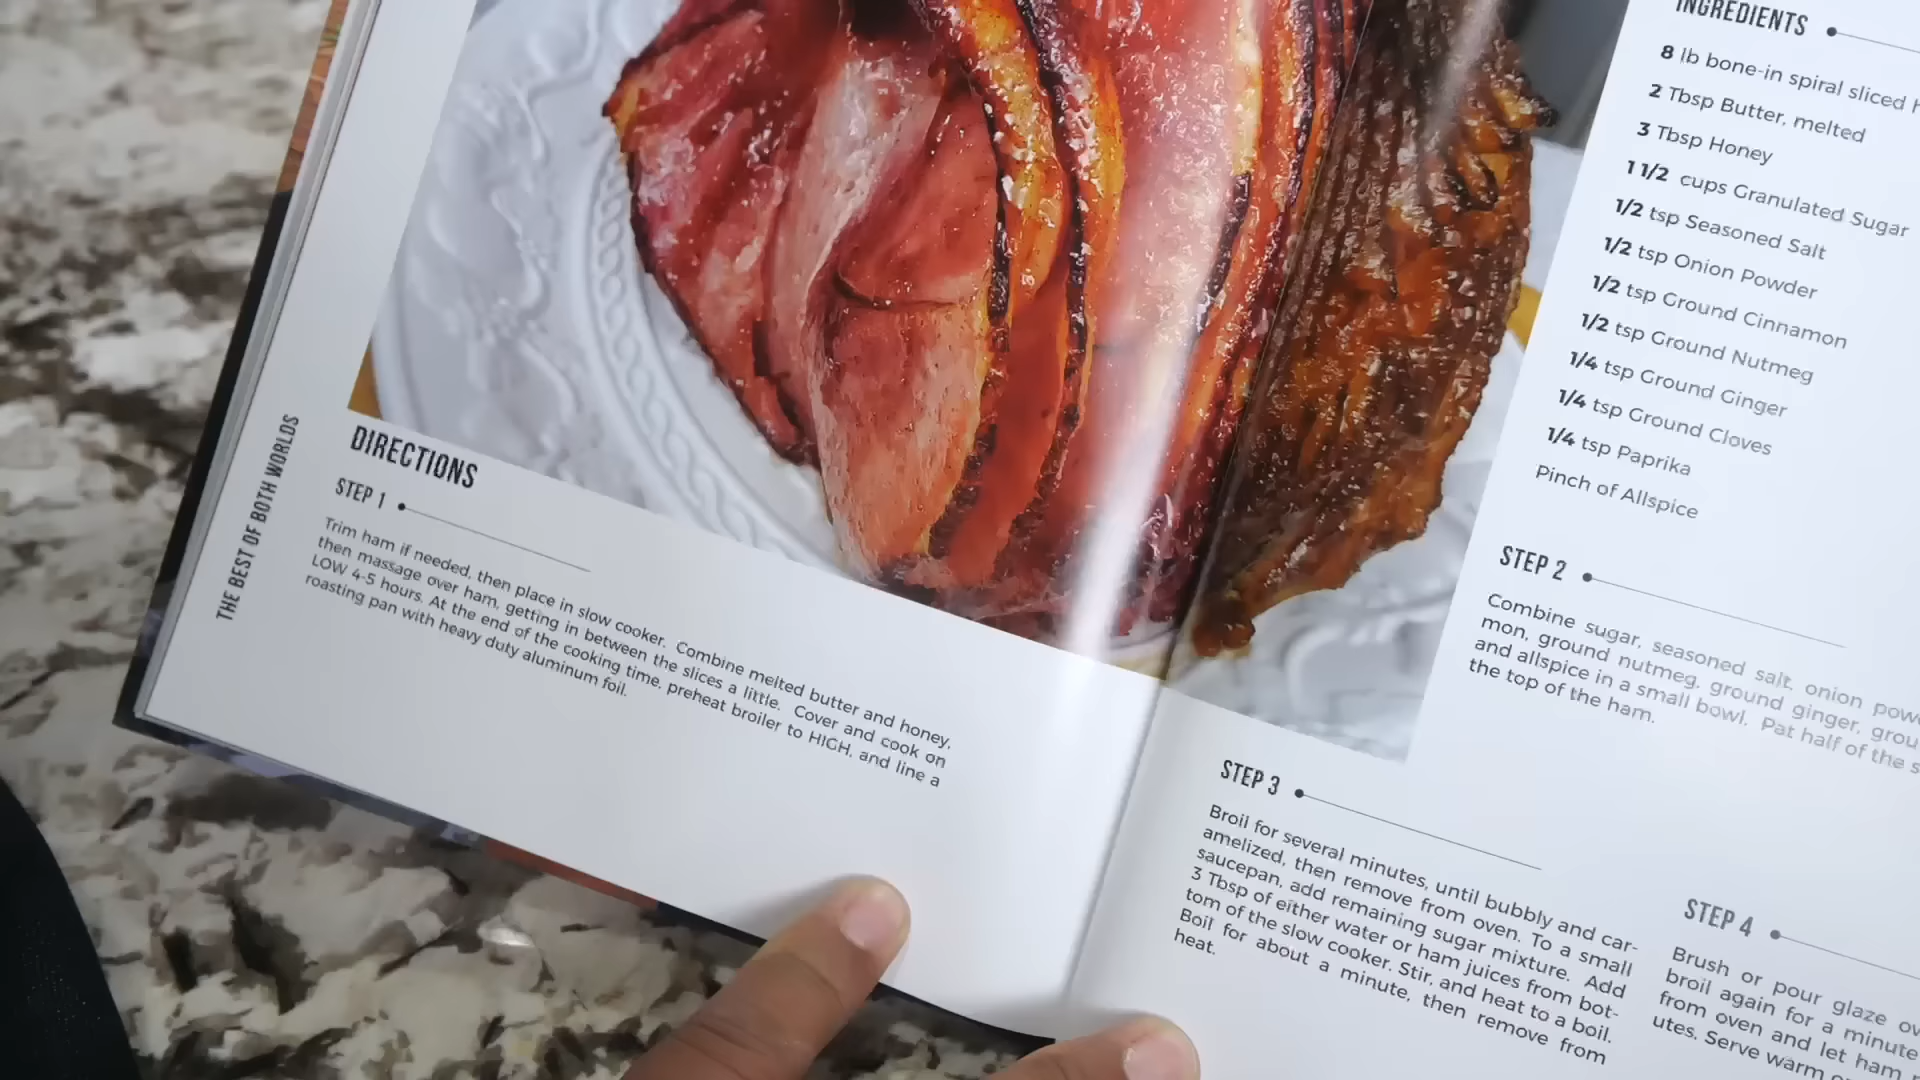 THE BEST OF BOTH WORLDS
DIRECTIONS
STEP 1
Trim ham if needed, then place in slow cooker. Combine melted butter and honey,
then massage over ham, getting in between the slices a little. Cover and cook on
LOW 4-5 hours. At the end of the cooking time, preheat broiler to HIGH, and line a
roasting pan with heavy duty aluminum foil.
INGREDIENTS
8 lb bone-in spiral sliced
2 Tbsp Butter, melted
3 Tbsp Honey
1 1/2 cups Granulated Sugar
1/2 tsp Seasoned Salt
1/2 tsp Onion Powder
1/2 tsp Ground Cinnamon
1/2 tsp Ground Nutmeg
1/4 tsp Ground Ginger
1/4 tsp Ground Cloves
1/4 tsp Paprika
Pinch of Allspice
STEP 2
Combine sugar, seasoned salt, onion
mon, ground nutmeg, ground ginger,
and allspice in a small bowl. Pat half of the
the top of the ham.
STEP 3
Broil for several minutes, until bubbly and car-
amelized, then remove from oven. To a small
saucepan, add remaining sugar mixture. Add
3 Tbsp of either water or ham juices from bot-
tom of the slow cooker. Stir, and heat to a boil.
Boil for about a minute, then remove from
heat.
STEP 4
Brush or pour glaze
broil again for a minute
from oven and let ham
utes. Serve warm